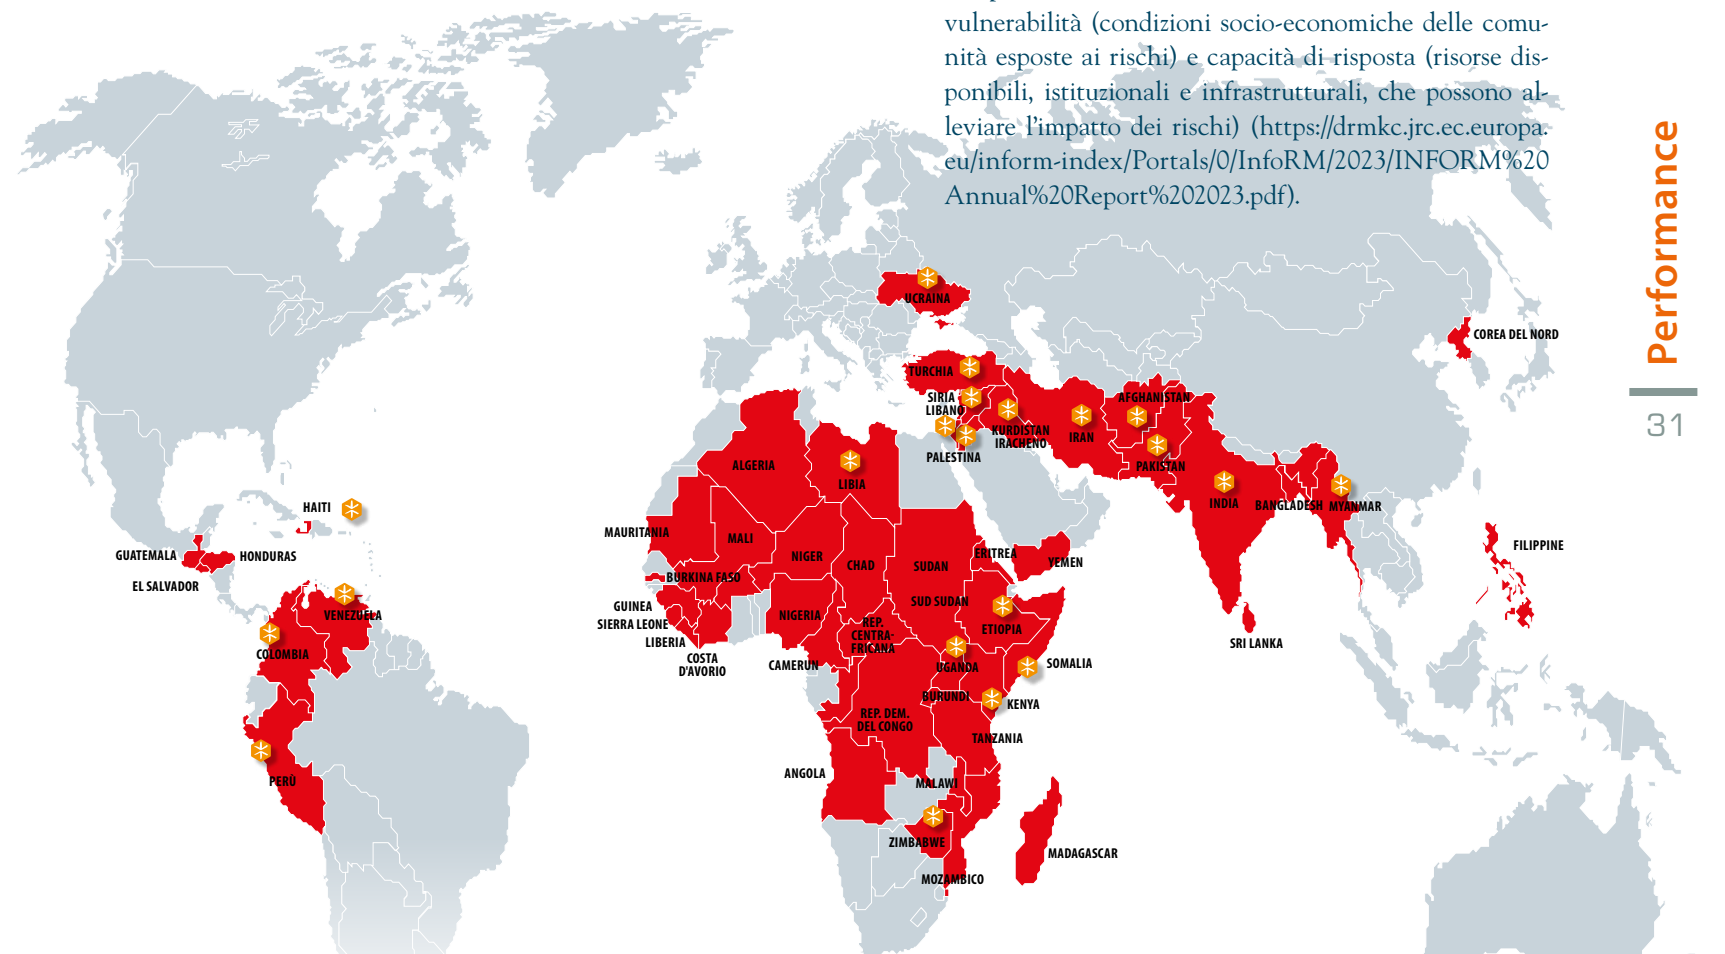 vulnerabilità (condizioni socio-economiche delle comu-
nità esposte ai rischi) e capacità di risposta (risorse dis-
ponibili, istituzionali e infrastrutturali, che possono al-
leviare l’impatto dei rischi) (https://drmkc.jrc.ec.europa.
eu/inform-index/Portals/0/InfoRM/2023/INFORM%20
Annual%20Report%202023.pdf).
Performance
31
UCRAINA
COREA DEL NORD
TURCHIA
SIRIA
LIBANO
KURDISTAN
IRACHENO
PALESTINA
IRAN
AFGHANISTAN
PAKISTAN
INDIA
BANGLADESH
MYANMAR
FILIPPINE
SRI LANKA
HAITI
GUATEMALA
HONDURAS
EL SALVADOR
VENEZUELA
COLOMBIA
PERÙ
ALGERIA
LIBIA
MAURITANIA
MALI
NIGER
CHAD
SUDAN
ERITREA
YEMEN
BURKINA FASO
GUINEA
SIERRA LEONE
LIBERIA
COSTA
D'AVORIO
NIGERIA
CAMERUN
REP.
CENTRA-
FRICANA
SUD SUDAN
ETIOPIA
UGANDA
SOMALIA
BURUNDI
KENYA
REP. DEM.
DEL CONGO
TANZANIA
ANGOLA
MALAWI
ZIMBABWE
MADAGASCAR
MOZAMBICO